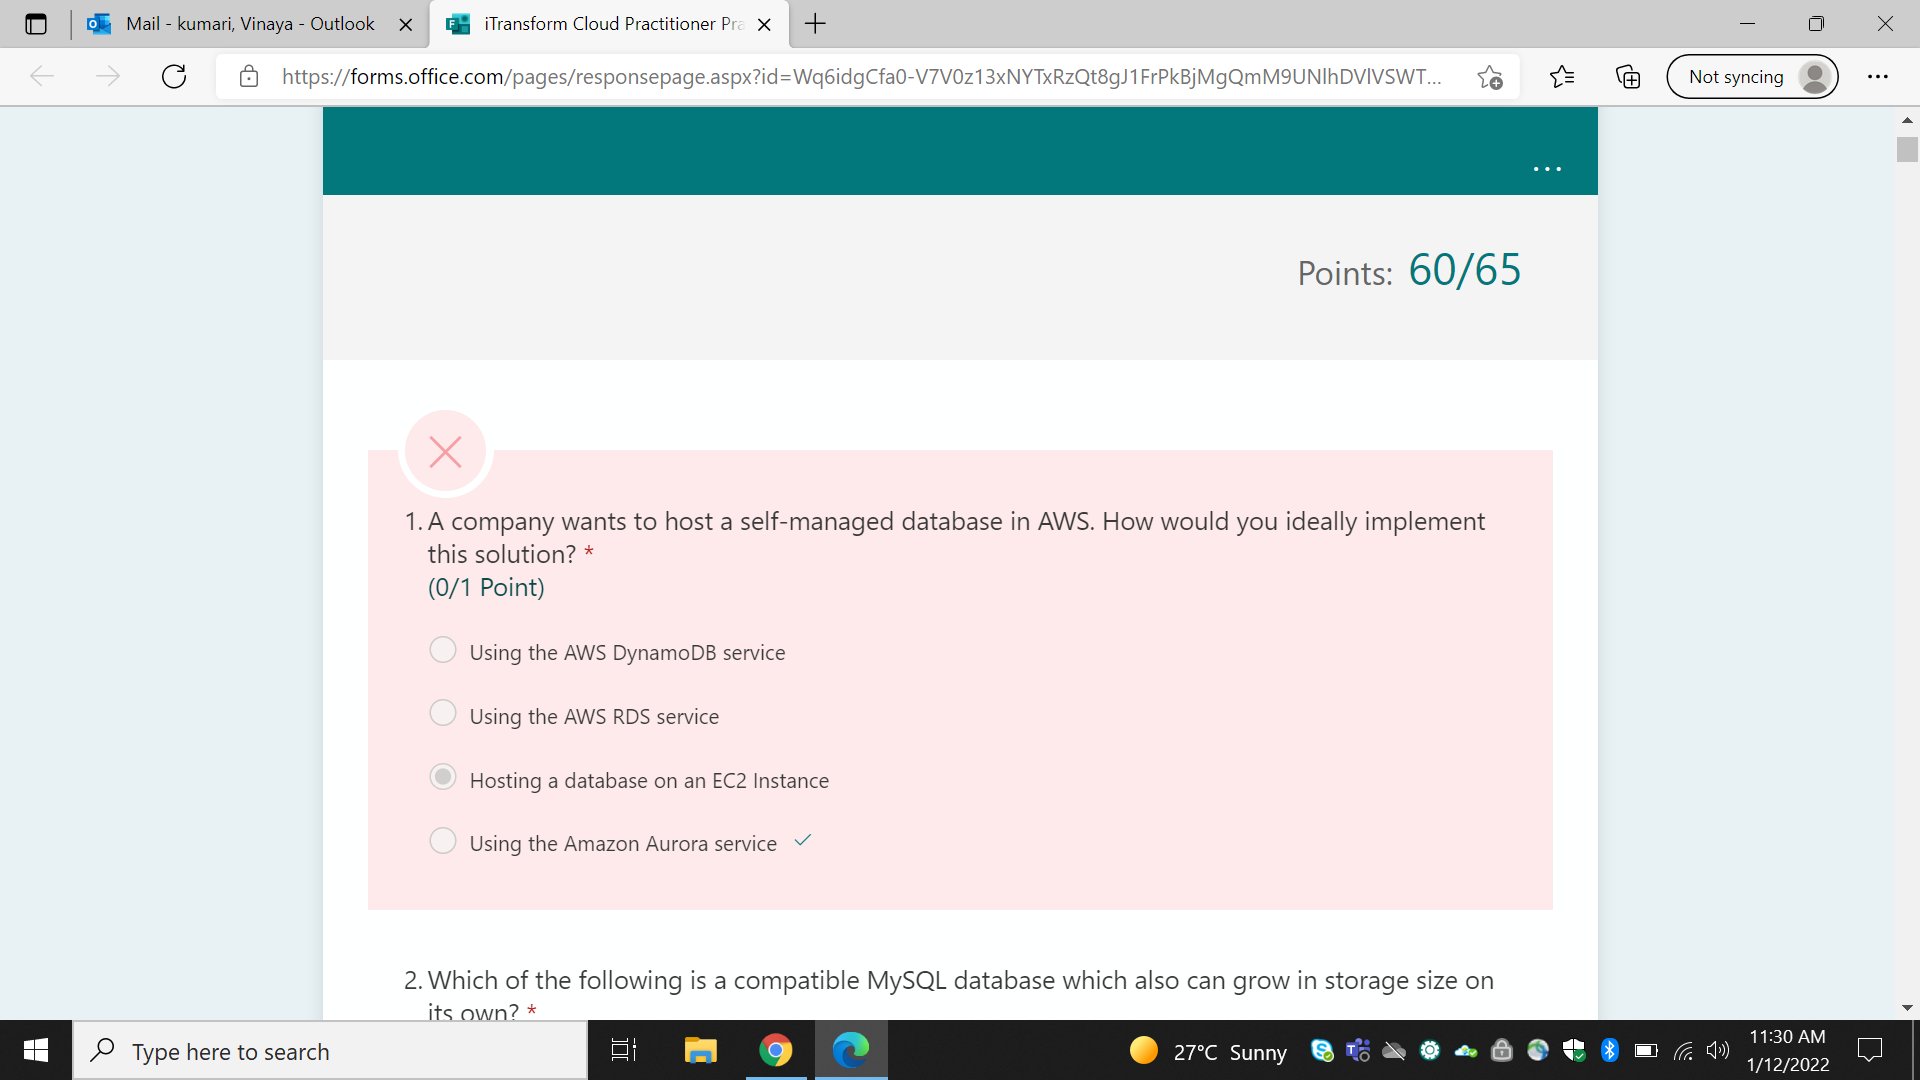 Mail - kumari, Vinaya - Outlook
iTransform Cloud Practitioner Pra
https://forms.office.com/pages/responsepage.aspx?id=Wq6idgCfa0-V7V0z13xNYTxRzQt8gJ1FrPkBjMgQmM9UNlhDVlVSWT...
Not syncing
Points: 60/65
1. A company wants to host a self-managed database in AWS. How would you ideally implement
this solution? *
(0/1 Point)
Using the AWS DynamoDB service
Using the AWS RDS service
Hosting a database on an EC2 Instance
Using the Amazon Aurora service
2. Which of the following is a compatible MySQL database which also can grow in storage size on
its own? *
Type here to search
27°C Sunny
11:30 AM
1/12/2022